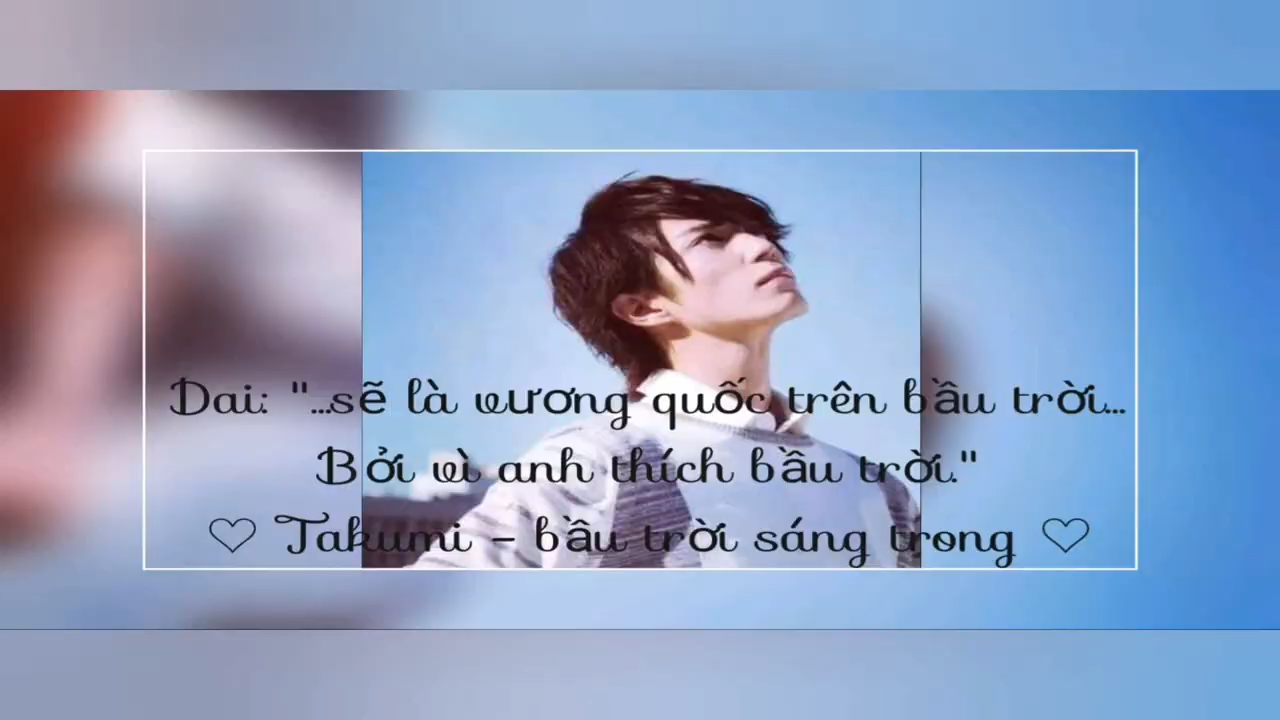 Dai: "...sẽ là vương quốc trên bầu trời...
Bởi vì anh thích bầu trời."
♡ Takumi - bầu trời sáng trong ♡